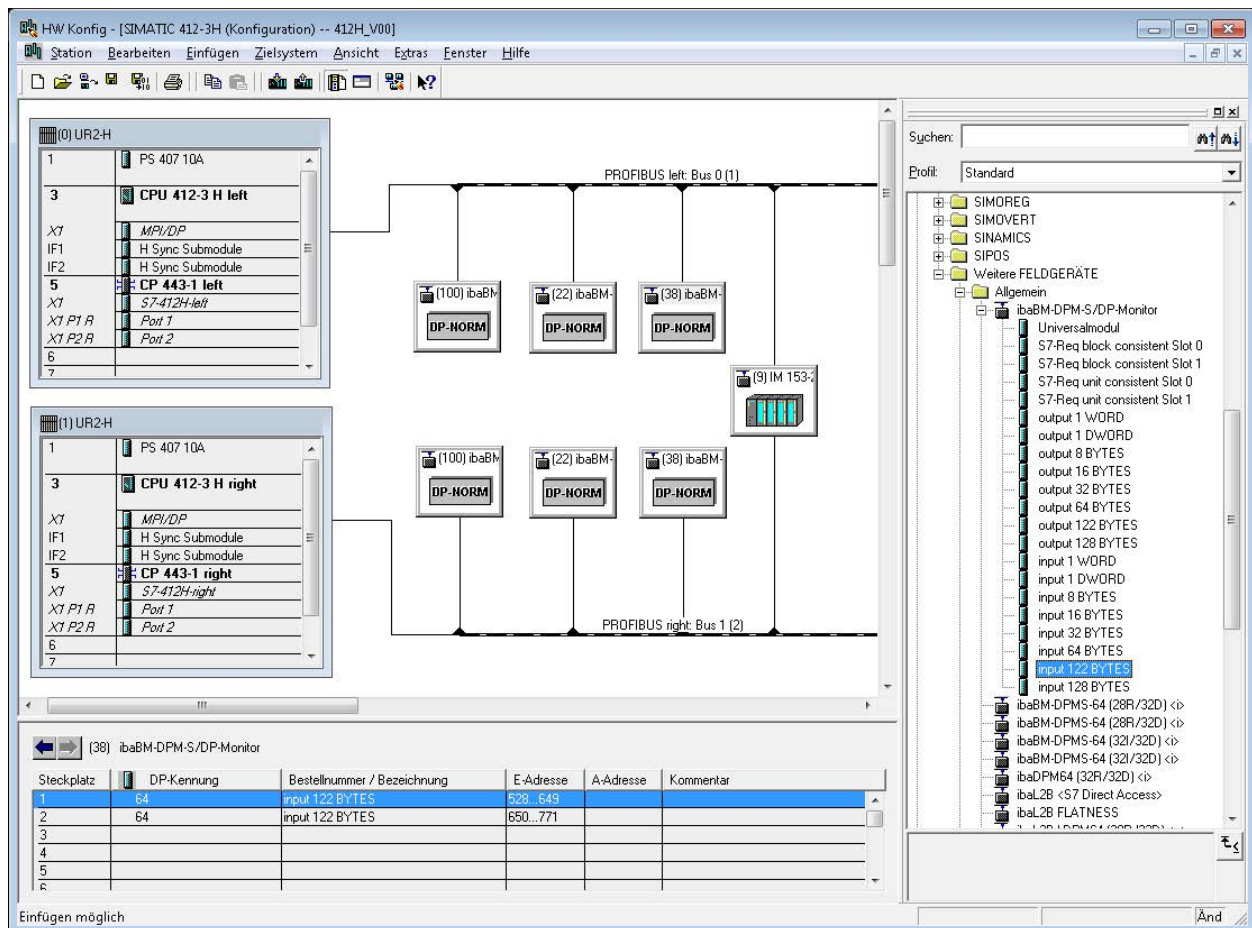 HW Konfig - [SIMATIC 412-3H (Konfiguration) -- 412H_V00]
Station Bearbeiten Einfügen Zielsystem Ansicht Extras Fenster Hilfe
(0) UR2-H
1 PS 407 10A
3 CPU 412-3 H left
X1 MPI/DP
IF1 H Sync Submodule
IF2 H Sync Submodule
5 CP 443-1 left
X1 S7-412H-left
X1 P1 R Port 1
X1 P2 R Port 2
6
7
(1) UR2-H
1 PS 407 10A
3 CPU 412-3 H right
X1 MPI/DP
IF1 H Sync Submodule
IF2 H Sync Submodule
5 CP 443-1 right
X1 S7-412H-right
X1 P1 R Port 1
X1 P2 R Port 2
6
7
PROFIBUS left: Bus 0 (1)
(100) ibaBM (22) ibaBM- (38) ibaBM-
DP-NORM DP-NORM DP-NORM
(9) IM 153-2
(100) ibaBM (22) ibaBM- (38) ibaBM-
DP-NORM DP-NORM DP-NORM
PROFIBUS right: Bus 1 (2)
Suchen:
Profil: Standard
SIMOREG
SIMOVERT
SINAMICS
SIPOS
Weitere FELDGERÄTE
Allgemein
ibaBM-DPM-S/DP-Monitor
Universalmodul
S7-Req block consistent Slot 0
S7-Req block consistent Slot 1
S7-Req unit consistent Slot 0
S7-Req unit consistent Slot 1
output 1 WORD
output 1 DWORD
output 8 BYTES
output 16 BYTES
output 32 BYTES
output 64 BYTES
output 122 BYTES
output 128 BYTES
input 1 WORD
input 1 DWORD
input 8 BYTES
input 16 BYTES
input 32 BYTES
input 64 BYTES
input 122 BYTES
input 128 BYTES
ibaBM-DPMS-64 (28R/32D) <i>
ibaBM-DPMS-64 (28R/32D) <i>
ibaBM-DPMS-64 (32I/32D) <i>
ibaBM-DPMS-64 (32I/32D) <i>
ibaDPM64 (32R/32D) <i>
ibaL2B <S7 Direct Access>
ibaL2B FLATNESS
(38) ibaBM-DPM-S/DP-Monitor
Steckplatz DP-Kennung Bestellnummer / Bezeichnung E-Adresse A-Adresse Kommentar
1 64 input 122 BYTES 528...649
2 64 input 122 BYTES 650...771
3
4
5
6
Einfügen möglich Änd